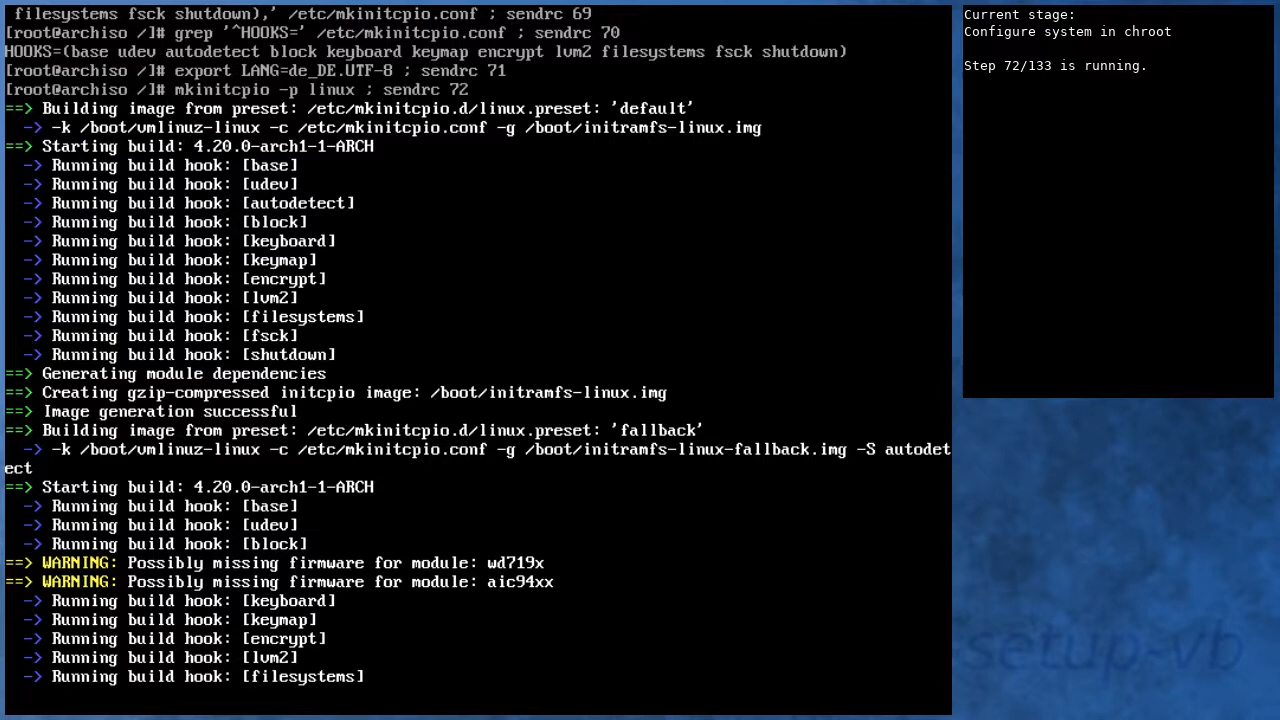 filesystems fsck shutdown),' /etc/mkinitcpio.conf ; sendrc 69
[root@archiso /]# grep '^HOOKS=' /etc/mkinitcpio.conf ; sendrc 70
HOOKS=(base udev autodetect block keyboard keymap encrypt lvm2 filesystems fsck shutdown)
[root@archiso /]# export LANG=de_DE.UTF-8 ; sendrc 71
[root@archiso /]# mkinitcpio -p linux ; sendrc 72
==> Building image from preset: /etc/mkinitcpio.d/linux.preset: 'default'
  -> -k /boot/vmlinuz-linux -c /etc/mkinitcpio.conf -g /boot/initramfs-linux.img
==> Starting build: 4.20.0-arch1-1-ARCH
  -> Running build hook: [base]
  -> Running build hook: [udev]
  -> Running build hook: [autodetect]
  -> Running build hook: [block]
  -> Running build hook: [keyboard]
  -> Running build hook: [keymap]
  -> Running build hook: [encrypt]
  -> Running build hook: [lvm2]
  -> Running build hook: [filesystems]
  -> Running build hook: [fsck]
  -> Running build hook: [shutdown]
==> Generating module dependencies
==> Creating gzip-compressed initcpio image: /boot/initramfs-linux.img
==> Image generation successful
==> Building image from preset: /etc/mkinitcpio.d/linux.preset: 'fallback'
  -> -k /boot/vmlinuz-linux -c /etc/mkinitcpio.conf -g /boot/initramfs-linux-fallback.img -S autodet
ect
==> Starting build: 4.20.0-arch1-1-ARCH
  -> Running build hook: [base]
  -> Running build hook: [udev]
  -> Running build hook: [block]
==> WARNING: Possibly missing firmware for module: wd719x
==> WARNING: Possibly missing firmware for module: aic94xx
  -> Running build hook: [keyboard]
  -> Running build hook: [keymap]
  -> Running build hook: [encrypt]
  -> Running build hook: [lvm2]
  -> Running build hook: [filesystems]
Current stage:
Configure system in chroot
Step 72/133 is running.
setup-vb